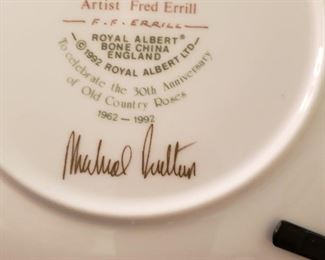 Artist Fred Errill
F.F. ERRILL
ROYAL ALBERT®
BONE CHINA
ENGLAND
©1992 ROYAL ALBERT LTD
To celebrate the 30th Anniversary
of Old Country Roses
1962 — 1992
Michael